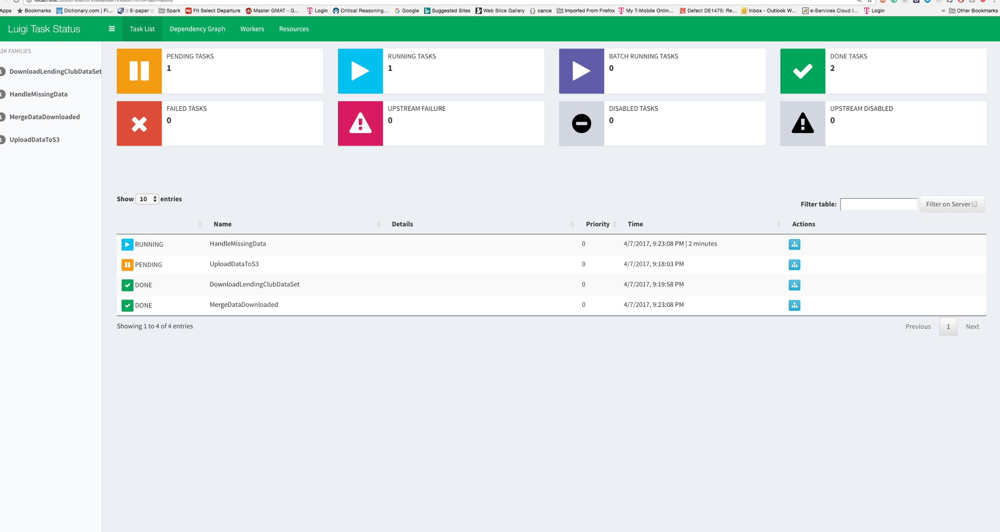 localhost:8082/static/visualiser/index.html#tab=tasks
Apps Bookmarks Dictionary.com | Fi... :: E-paper :: Spark Flt Select Departure Master GMAT - G... Login Critical Reasoning... Google Suggested Sites Web Slice Gallery {} cance Imported From Firefox My T-Mobile Onlin... Defect DE1475: Re... Inbox - Outlook W... e-Services Cloud I... Login » Other Bookmarks
Luigi Task Status Task List Dependency Graph Workers Resources
ASK FAMILIES
1 DownloadLendingClubDataSet
1 HandleMissingData
1 MergeDataDownloaded
1 UploadDataToS3
PENDING TASKS
1
RUNNING TASKS
1
BATCH RUNNING TASKS
0
DONE TASKS
2
FAILED TASKS
0
UPSTREAM FAILURE
0
DISABLED TASKS
0
UPSTREAM DISABLED
0
Show 10 entries
Filter table: Filter on Server
Name Details Priority Time Actions
RUNNING HandleMissingData 0 4/7/2017, 9:23:08 PM | 2 minutes
PENDING UploadDataToS3 0 4/7/2017, 9:18:03 PM
DONE DownloadLendingClubDataSet 0 4/7/2017, 9:19:58 PM
DONE MergeDataDownloaded 0 4/7/2017, 9:23:08 PM
Showing 1 to 4 of 4 entries
Previous 1 Next